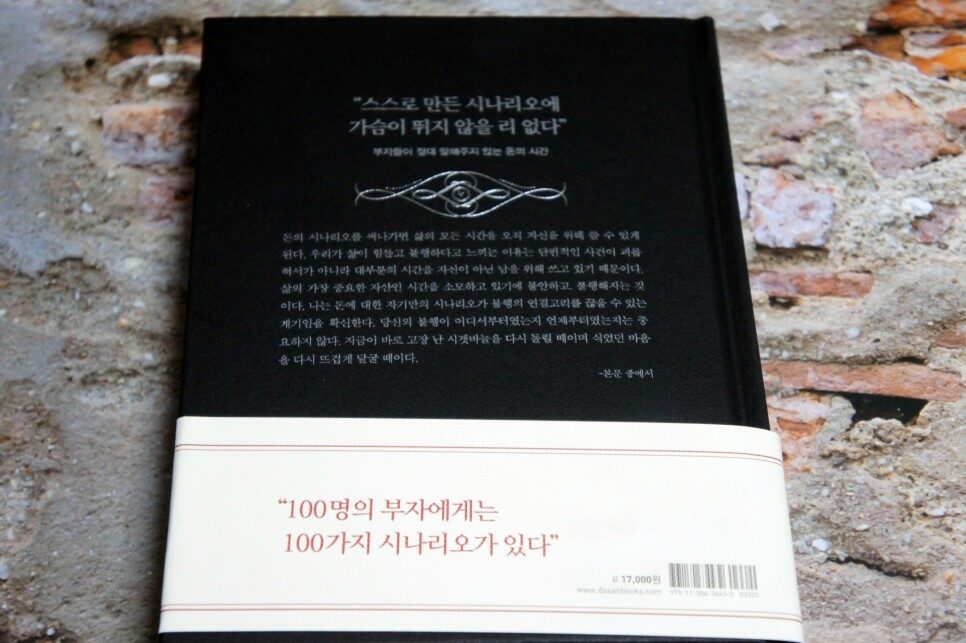 “스스로 만든 시나리오에
가슴이 뛰지 않을 리 없다”
부자들이 절대 말해주지 않는 돈의 시간
돈의 시나리오를 써나가면 삶의 모든 시간을 오직 자신을 위해 쓸 수 있게
된다. 우리가 삶이 힘들고 불행하다고 느끼는 이유는 단편적인 사건이 괴롭
혀서가 아니라 대부분의 시간을 자신이 아닌 남을 위해 쓰고 있기 때문이다.
삶의 가장 중요한 자산인 시간을 소모하고 있기에 불안하고, 불행해지는 것
이다. 나는 돈에 대한 자기만의 시나리오가 불행의 연결고리를 끊을 수 있는
계기임을 확신한다. 당신의 불행이 어디서부터였는지 언제부터였는지는 중
요하지 않다. 지금이 바로 고장 난 시곗바늘을 다시 돌릴 때이며 식었던 마음
을 다시 뜨겁게 달굴 때이다.
-본문 중에서
“100명의 부자에게는
100가지 시나리오가 있다”
값 17,000원
www.dasanbooks.com
979-11-306-3643-2 03320